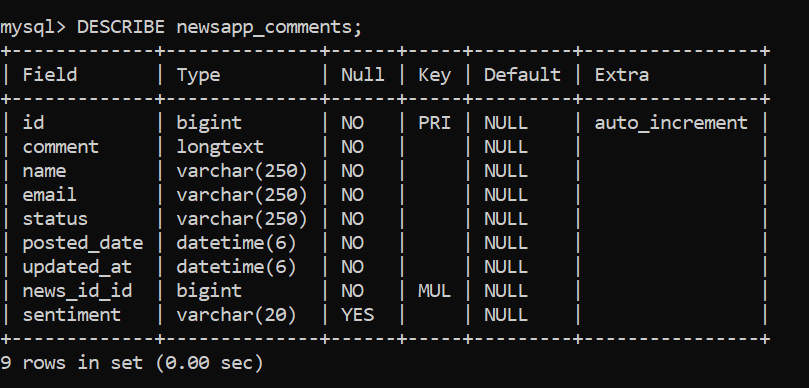 mysql> DESCRIBE newsapp_comments;
+-------------+--------------+------+-----+---------+----------------+
| Field       | Type         | Null | Key | Default | Extra          |
+-------------+--------------+------+-----+---------+----------------+
| id          | bigint       | NO   | PRI | NULL    | auto_increment |
| comment     | longtext     | NO   |     | NULL    |                |
| name        | varchar(250) | NO   |     | NULL    |                |
| email       | varchar(250) | NO   |     | NULL    |                |
| status      | varchar(250) | NO   |     | NULL    |                |
| posted_date | datetime(6)  | NO   |     | NULL    |                |
| updated_at  | datetime(6)  | NO   |     | NULL    |                |
| news_id_id  | bigint       | NO   | MUL | NULL    |                |
| sentiment   | varchar(20)  | YES  |     | NULL    |                |
+-------------+--------------+------+-----+---------+----------------+
9 rows in set (0.00 sec)